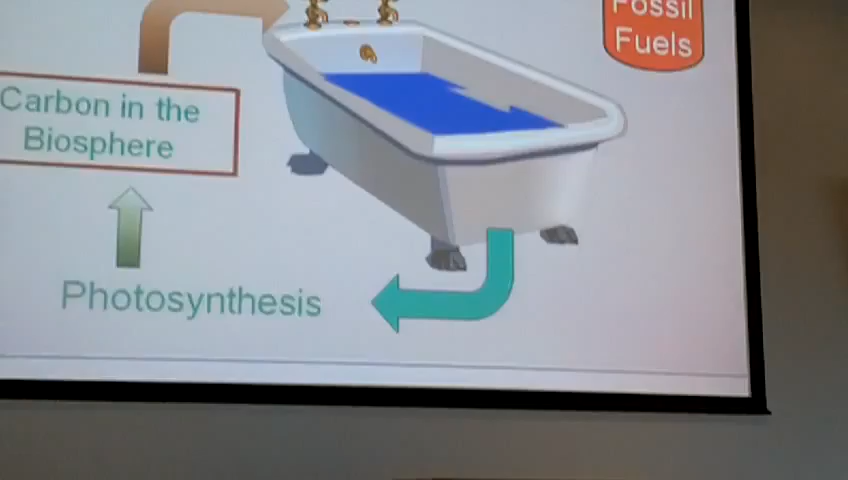 Fossil
Fuels
Carbon in the
Biosphere
Photosynthesis